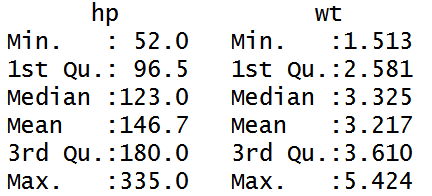 hp              wt
Min.   : 52.0   Min.   :1.513
1st Qu.: 96.5   1st Qu.:2.581
Median :123.0   Median :3.325
Mean   :146.7   Mean   :3.217
3rd Qu.:180.0   3rd Qu.:3.610
Max.   :335.0   Max.   :5.424